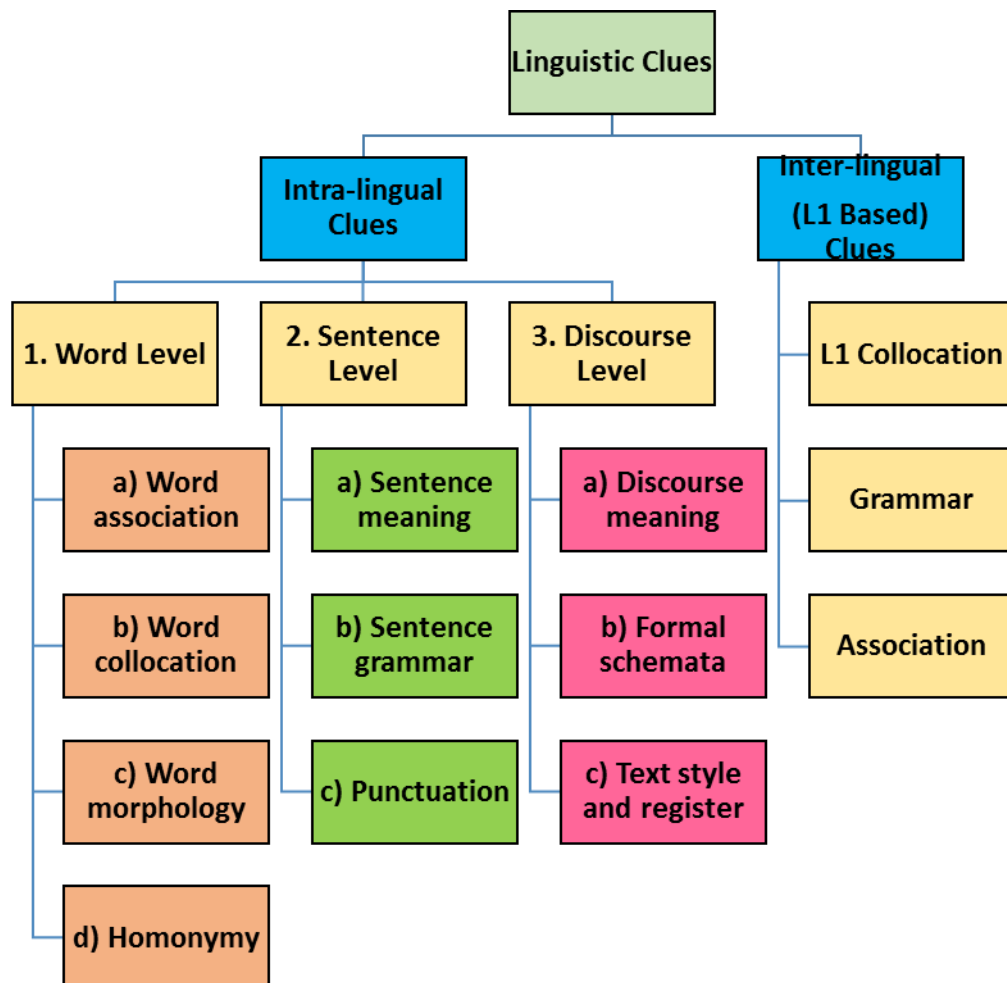 Linguistic Clues
Intra-lingual
Clues
Inter-lingual
(L1 Based)
Clues
1. Word Level
2. Sentence
Level
3. Discourse
Level
L1 Collocation
a) Word
association
a) Sentence
meaning
a) Discourse
meaning
Grammar
b) Word
collocation
b) Sentence
grammar
b) Formal
schemata
Association
c) Word
morphology
c) Punctuation
c) Text style
and register
d) Homonymy